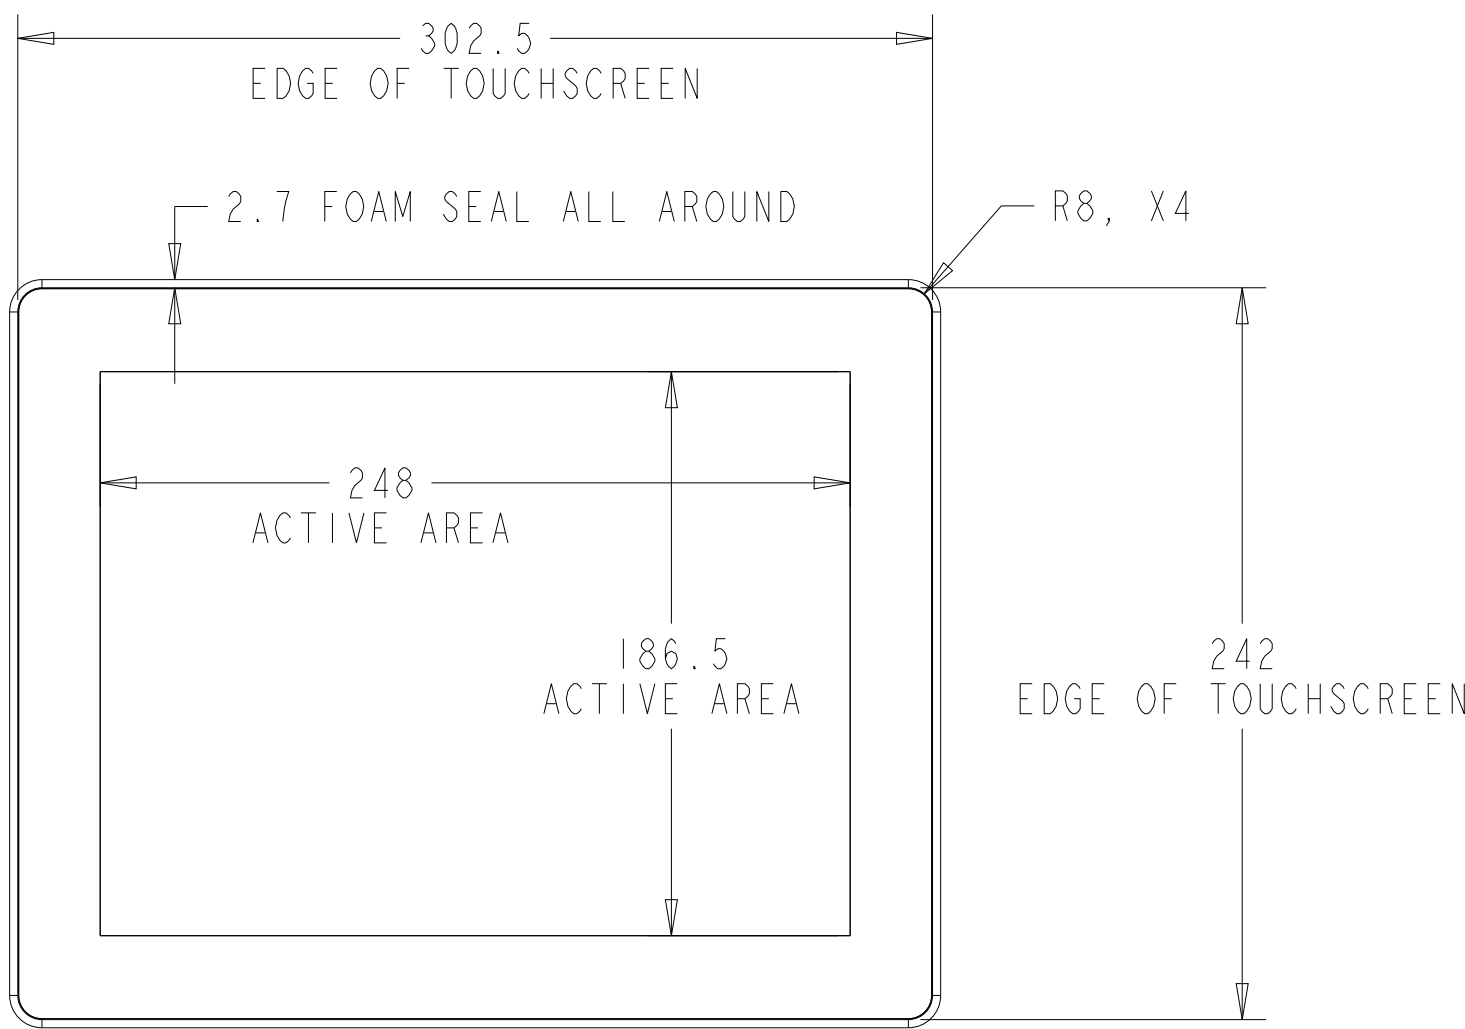 302.5
EDGE OF TOUCHSCREEN
2.7 FOAM SEAL ALL AROUND
R8, X4
248
ACTIVE AREA
186.5
ACTIVE AREA
242
EDGE OF TOUCHSCREEN